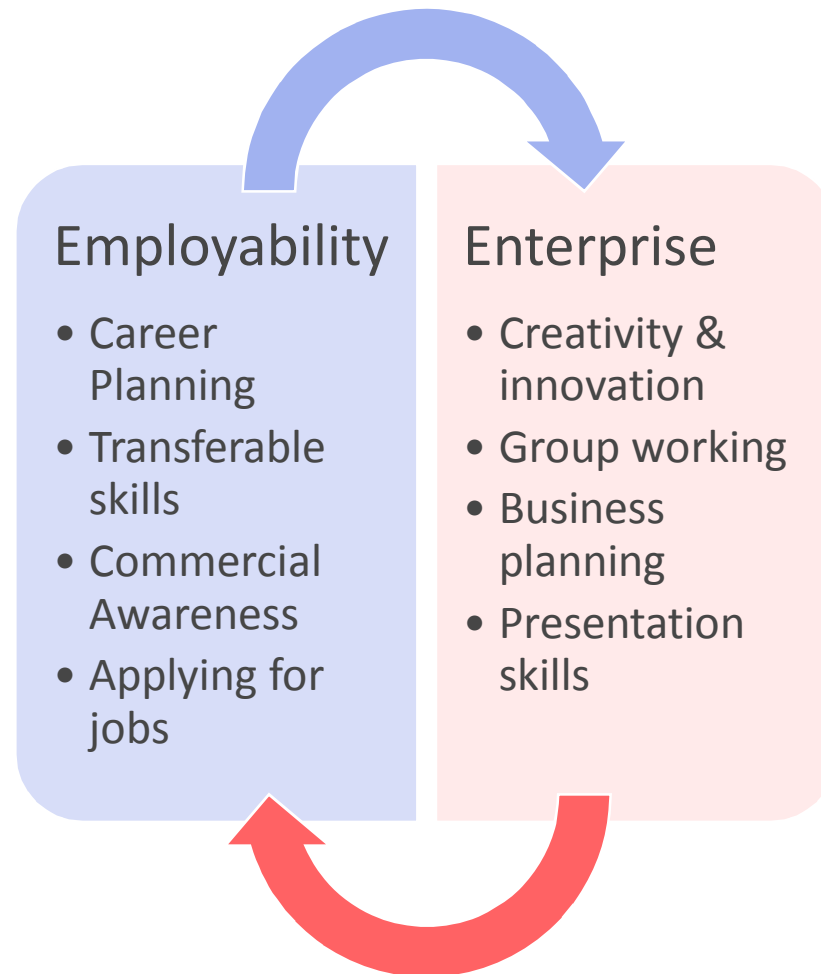 Employability
• Career
Planning
• Transferable
skills
• Commercial
Awareness
• Applying for
jobs
Enterprise
• Creativity &
innovation
• Group working
• Business
planning
• Presentation
skills